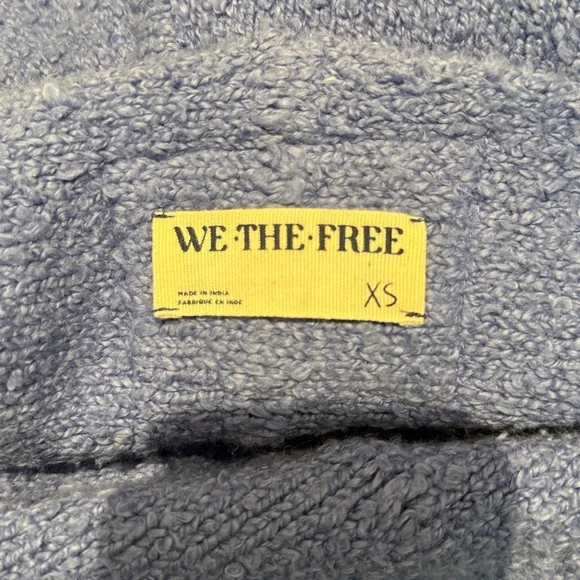 WE·THE·FREE
MADE IN INDIA
FABRIQUE EN INDE
XS